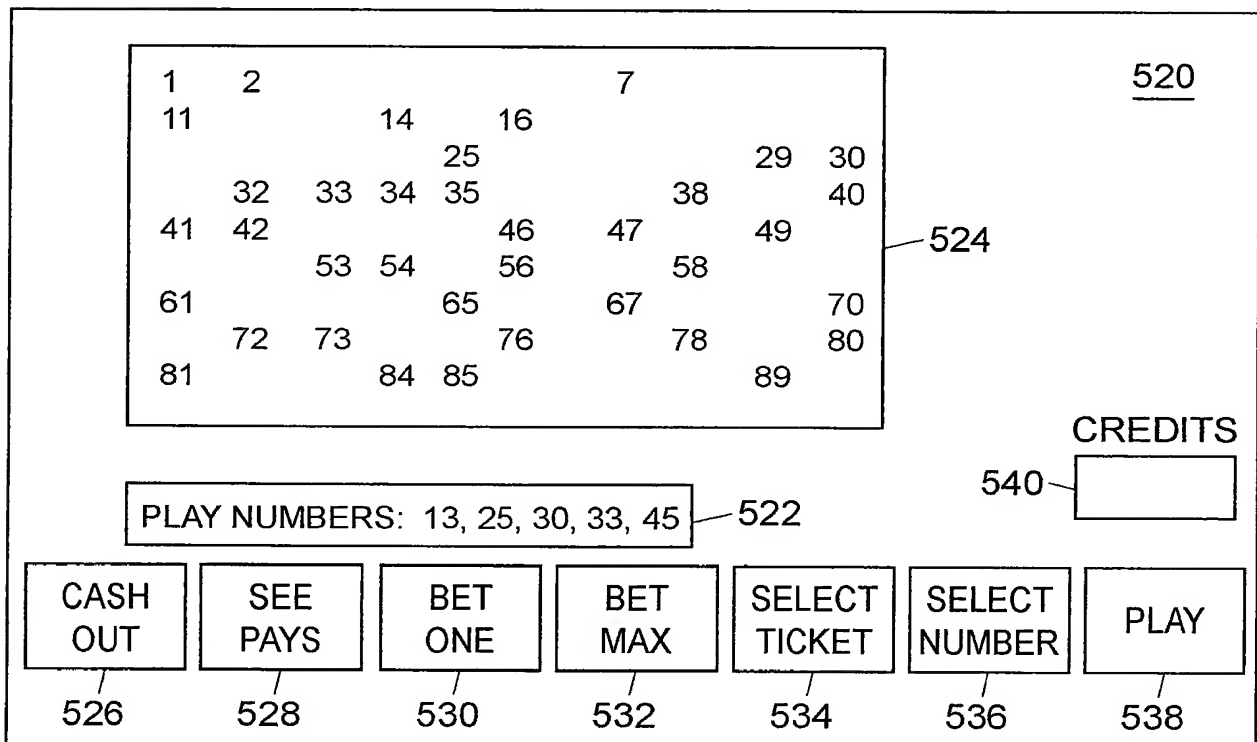 1 2 7 520
11 14 16
25 29 30
32 33 34 35 38 40
41 42 46 47 49 524
53 54 56 58
61 65 67 70
72 73 76 78 80
81 84 85 89
CREDITS
540
PLAY NUMBERS: 13, 25, 30, 33, 45 522
CASH OUT
SEE PAYS
BET ONE
BET MAX
SELECT TICKET
SELECT NUMBER
PLAY
526 528 530 532 534 536 538